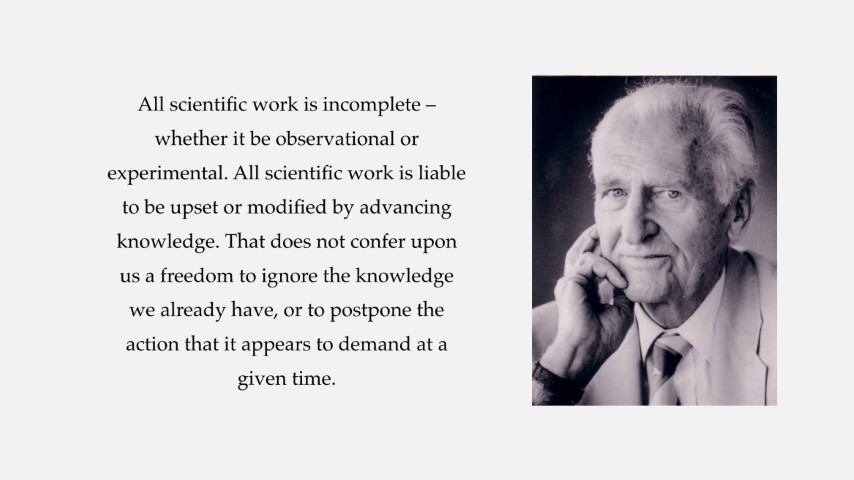 All scientific work is incomplete –
whether it be observational or
experimental. All scientific work is liable
to be upset or modified by advancing
knowledge. That does not confer upon
us a freedom to ignore the knowledge
we already have, or to postpone the
action that it appears to demand at a
given time.